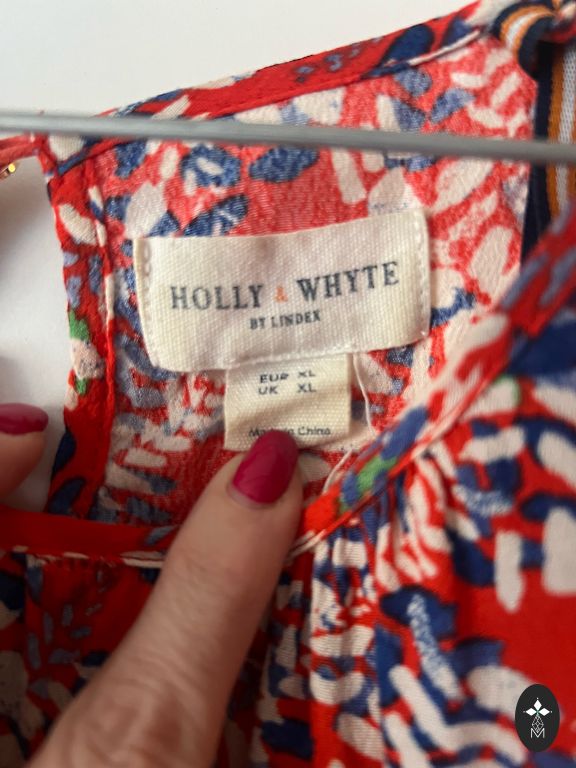 HOLLY & WHYTE
BY LINDEX
EUR XL
UK XL
Made in China
M